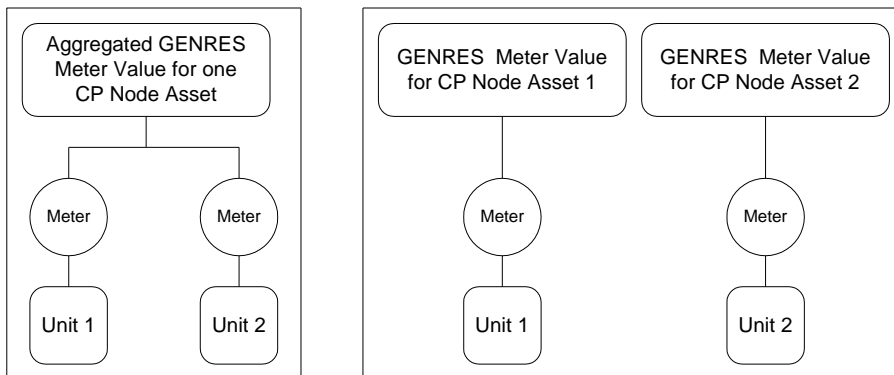 Aggregated GENRES
Meter Value for one
CP Node Asset
Meter
Meter
Unit 1
Unit 2
GENRES Meter Value
for CP Node Asset 1
GENRES Meter Value
for CP Node Asset 2
Meter
Meter
Unit 1
Unit 2